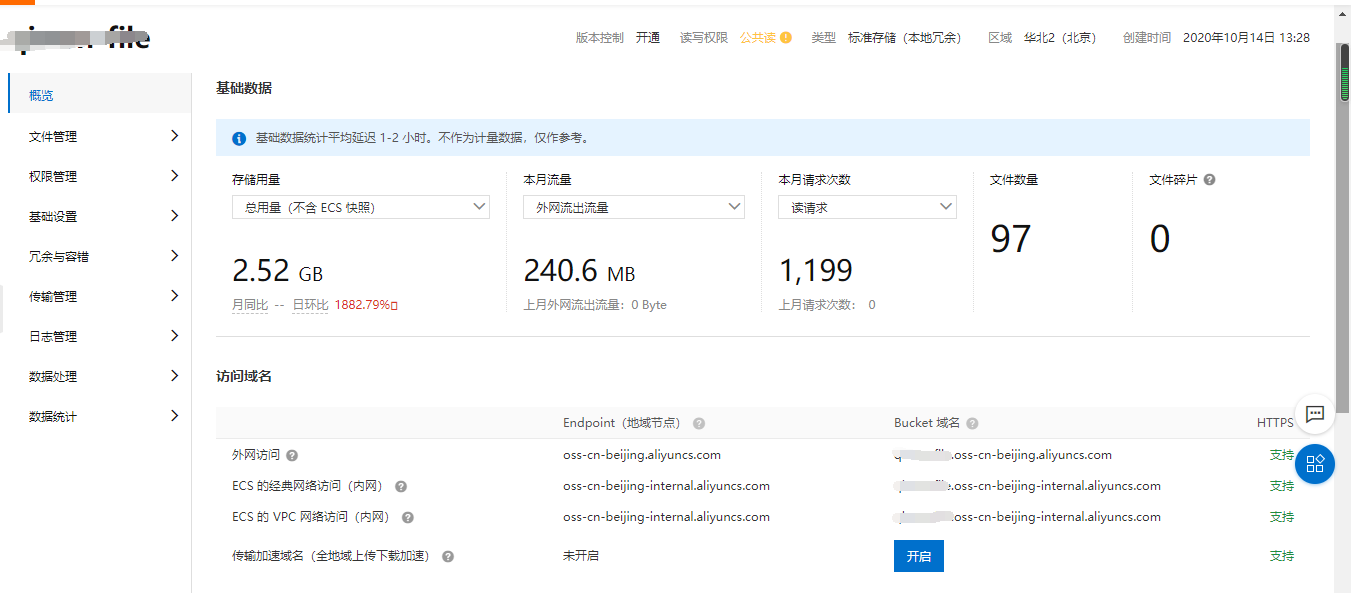 file
版本控制 开通 读写权限 公共读 类型 标准存储（本地冗余） 区域 华北2（北京） 创建时间 2020年10月14日 13:28
概览
文件管理
权限管理
基础设置
冗余与容错
传输管理
日志管理
数据处理
数据统计
基础数据
基础数据统计平均延迟 1-2 小时。不作为计量数据，仅作参考。
存储用量 本月流量 本月请求次数 文件数量 文件碎片
总用量（不含 ECS 快照） 外网流出流量 读请求
97 0
2.52 GB 240.6 MB 1,199
月同比 -- 日环比 1882.79% 上月外网流出流量：0 Byte 上月请求次数： 0
访问域名
Endpoint（地域节点） Bucket 域名 HTTPS
外网访问 oss-cn-beijing.aliyuncs.com .oss-cn-beijing.aliyuncs.com 支持
ECS 的经典网络访问（内网） oss-cn-beijing-internal.aliyuncs.com .oss-cn-beijing-internal.aliyuncs.com 支持
ECS 的 VPC 网络访问（内网） oss-cn-beijing-internal.aliyuncs.com .oss-cn-beijing-internal.aliyuncs.com 支持
传输加速域名（全地域上传下载加速） 未开启 开启 支持